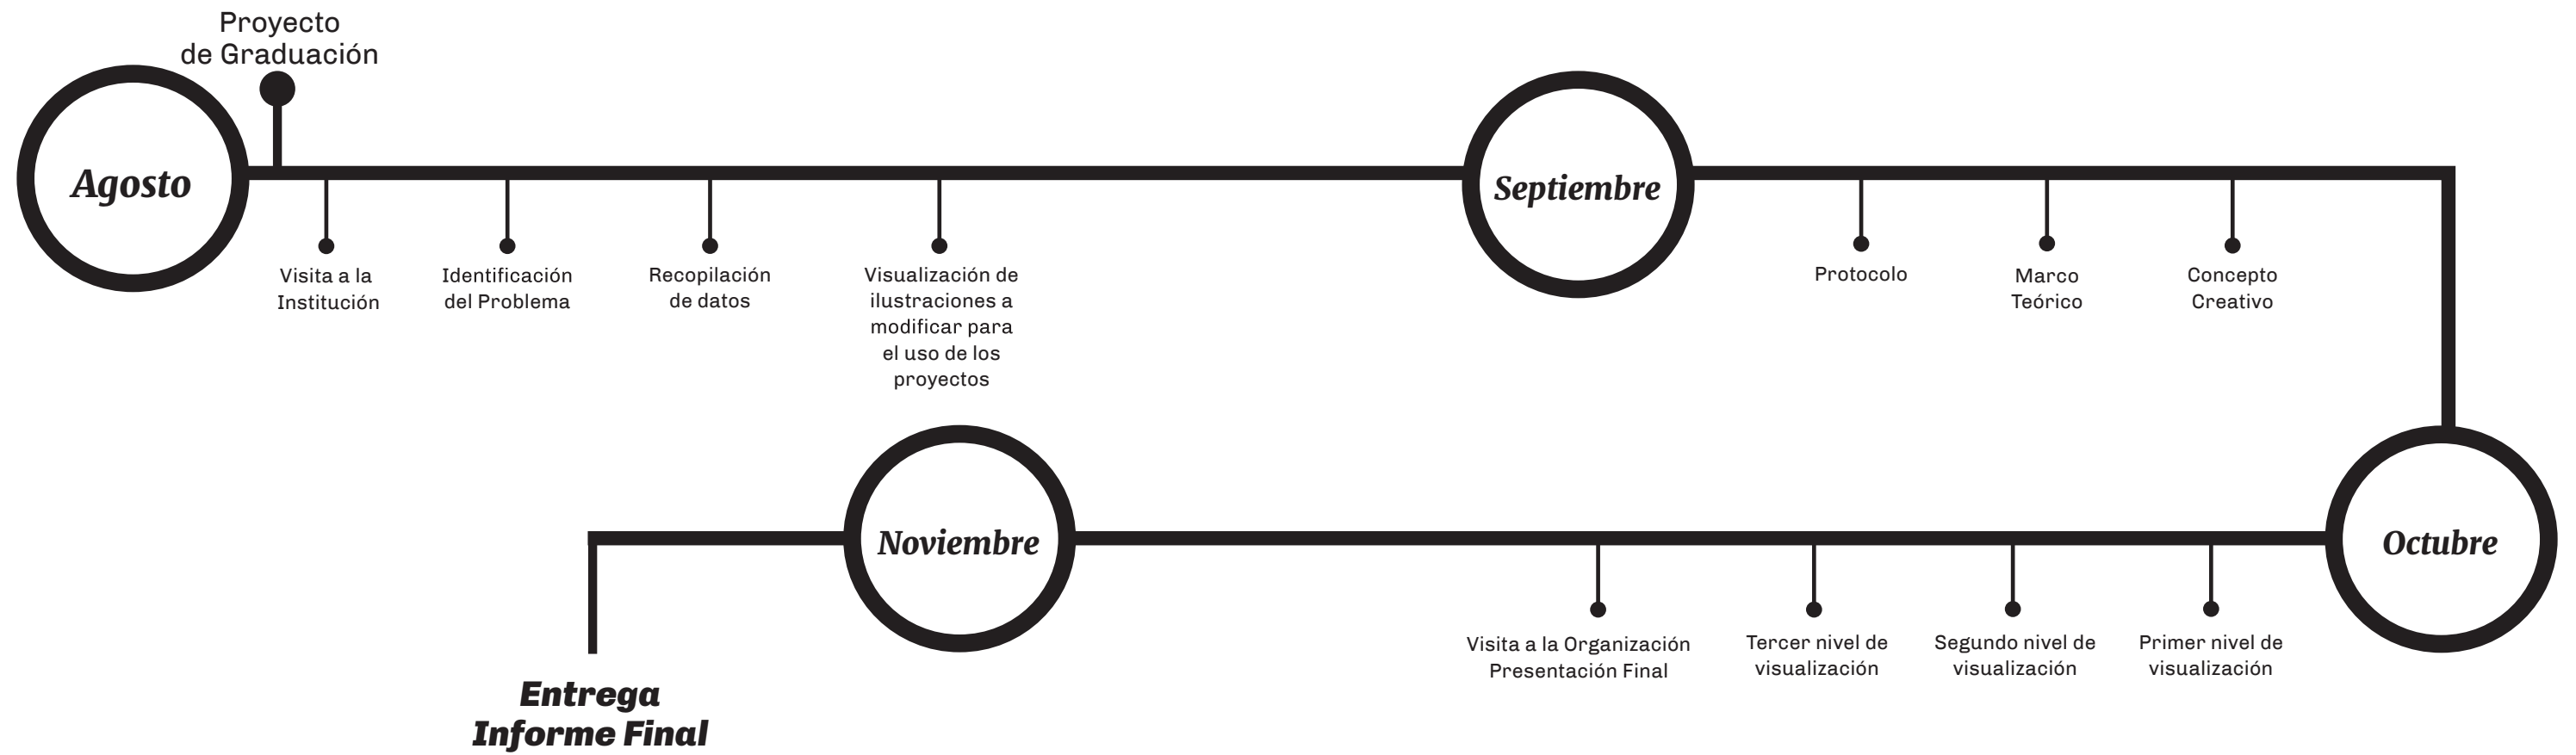 Proyecto
de Graduación
Agosto
Visita a la
Institución
Identificación
del Problema
Recopilación
de datos
Visualización de
ilustraciones a
modificar para
el uso de los
proyectos
Septiembre
Protocolo
Marco
Teórico
Concepto
Creativo
Octubre
Primer nivel de
visualización
Segundo nivel de
visualización
Tercer nivel de
visualización
Visita a la Organización
Presentación Final
Noviembre
Entrega
Informe Final